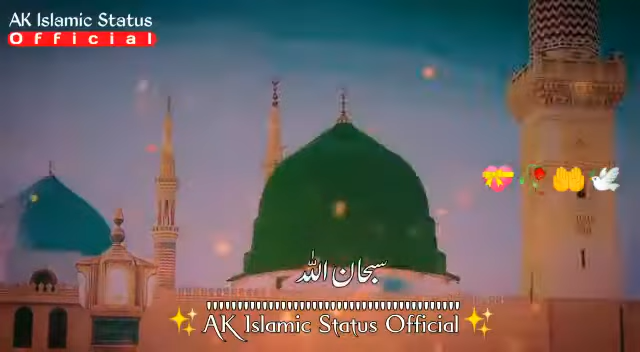 AK Islamic Status
Official
سبحان اللہ
AK Islamic Status Official